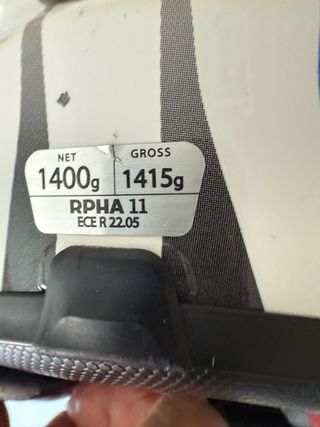 NET GROSS
1400g 1415g
RPHA 11
ECE R 22.05